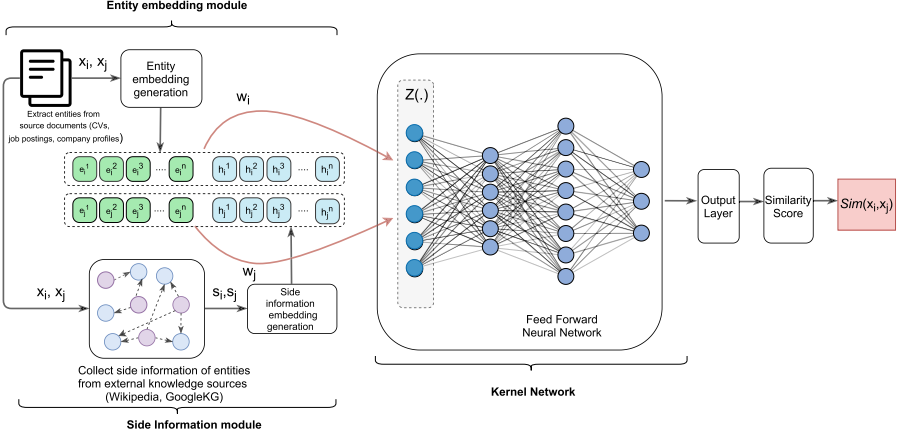 Entity embedding module
xᵢ, xⱼ
Entity
embedding
generation
Extract entities from
source documents (CVs,
job postings, company profiles)
wᵢ
eᵢ¹ eᵢ² eᵢ³ .... eᵢⁿ hᵢ¹ hᵢ² hᵢ³ .... hᵢⁿ
eⱼ¹ eⱼ² eⱼ³ .... eⱼⁿ hⱼ¹ hⱼ² hⱼ³ .... hⱼⁿ
wⱼ
xᵢ, xⱼ
sᵢ,sⱼ
Side
information
embedding
generation
Collect side information of entities
from external knowledge sources
(Wikipedia, GoogleKG)
Side Information module
Z(.)
Feed Forward
Neural Network
Kernel Network
Output
Layer
Similarity
Score
Sim(xᵢ,xⱼ)